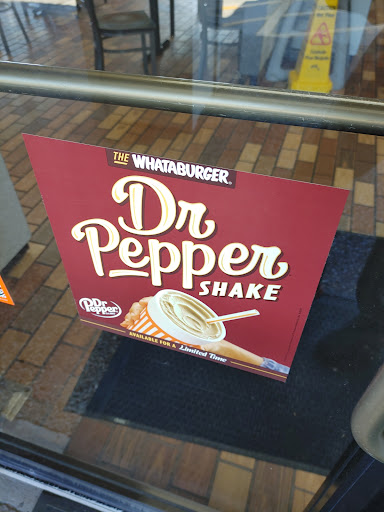 THE WHATABURGER
Dr
Pepper
SHAKE
Dr
Pepper
AVAILABLE FOR A Limited Time